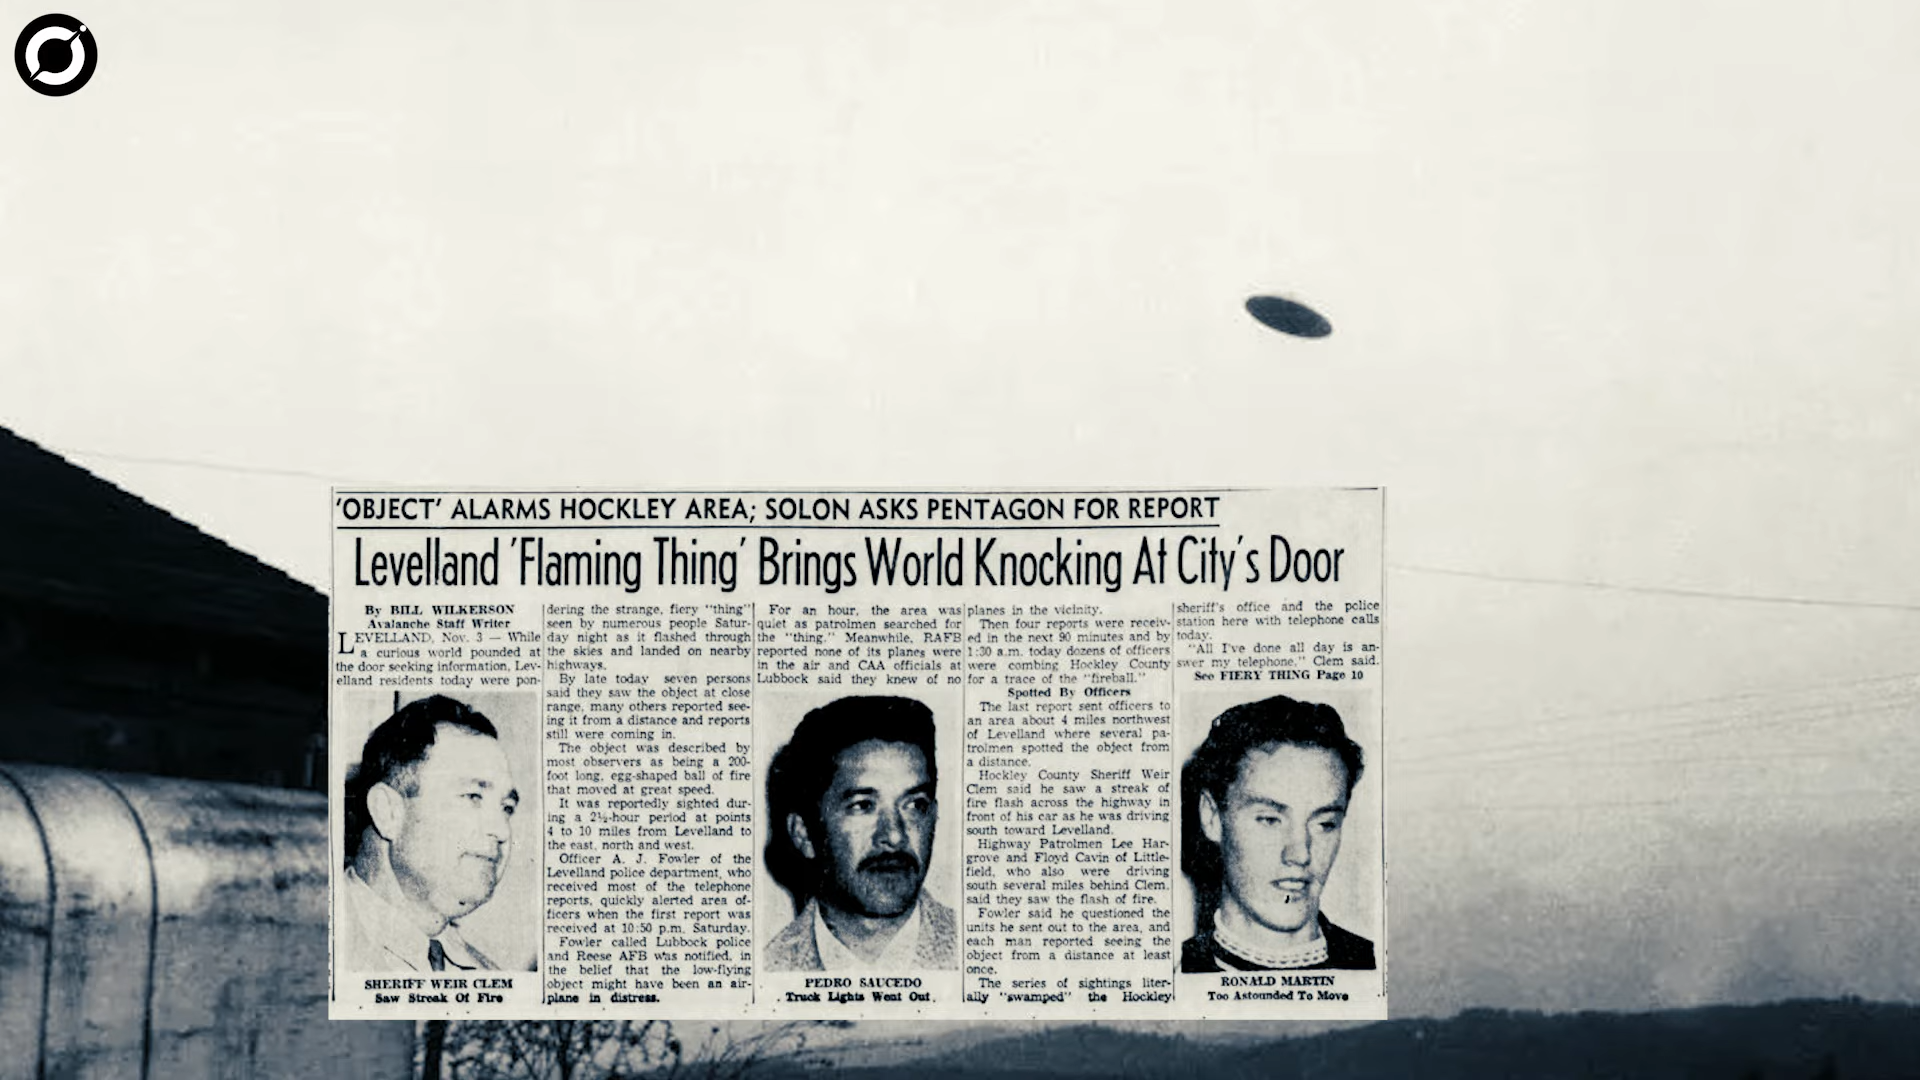 'OBJECT' ALARMS HOCKLEY AREA; SOLON ASKS PENTAGON FOR REPORT
Levelland 'Flaming Thing' Brings World Knocking At City's Door
By BILL WILKERSON
Avalanche Staff Writer
LEVELLAND, Nov. 3 — While
a curious world pounded at
the door seeking information, Lev-
elland residents today were pon-
SHERIFF WEIR CLEM
Saw Streak Of Fire
dering the strange, fiery "thing"
seen by numerous people Satur-
day night as it flashed through
the skies and landed on nearby
highways.
By late today seven persons
said they saw the object at close
range, many others reported see-
ing it from a distance and reports
still were coming in.
The object was described by
most observers as being a 200-
foot long, egg-shaped ball of fire
that moved at great speed.
It was reportedly sighted dur-
ing a 2½-hour period at points
4 to 10 miles from Levelland to
the east, north and west.
Officer A. J. Fowler of the
Levelland police department, who
received most of the telephone
reports, quickly alerted area of-
ficers when the first report was
received at 10:50 p.m. Saturday.
Fowler called Lubbock police
and Reese AFB was notified, in
the belief that the low-flying
object might have been an air-
plane in distress.
For an hour, the area was
quiet as patrolmen searched for
the "thing." Meanwhile, RAFB
reported none of its planes were
in the air and CAA officials at
Lubbock said they knew of no
PEDRO SAUCEDO
Truck Lights Went Out
planes in the vicinity.
Then four reports were receiv-
ed in the next 90 minutes and by
1:30 a.m. today dozens of officers
were combing Hockley County
for a trace of the "fireball."
Spotted By Officers
The last report sent officers to
an area about 4 miles northwest
of Levelland where several pa-
trolmen spotted the object from
a distance.
Hockley County Sheriff Weir
Clem said he saw a streak of
fire flash across the highway in
front of his car as he was driving
south toward Levelland.
Highway Patrolmen Lee Har-
grove and Floyd Cavin of Little-
field, who also were driving
south several miles behind Clem,
said they saw the flash of fire.
Fowler said he questioned the
units he sent out to the area, and
each man reported seeing the
object from a distance at least
once.
The series of sightings liter-
ally "swamped" the Hockley
sheriff's office and the police
station here with telephone calls
today.
"All I've done all day is an-
swer my telephone," Clem said.
See FIERY THING Page 10
RONALD MARTIN
Too Astounded To Move